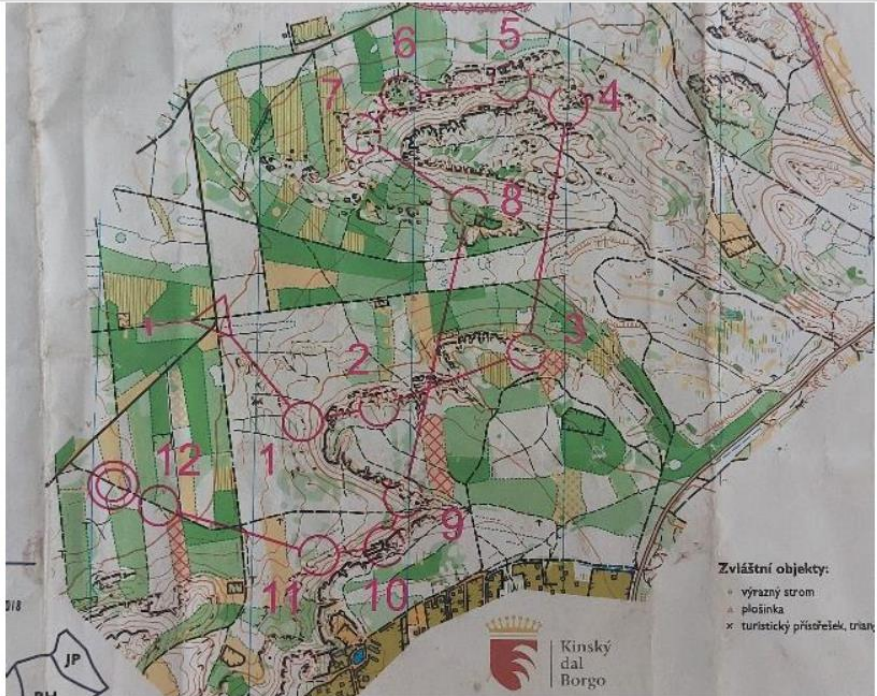 5
6
4
7
8
3
2
1
12
9
11
10
Zvláštní objekty:
výrazný strom
plošinka
x turistický přístřešek,
2018
JP
Kinský
dal
Borgo